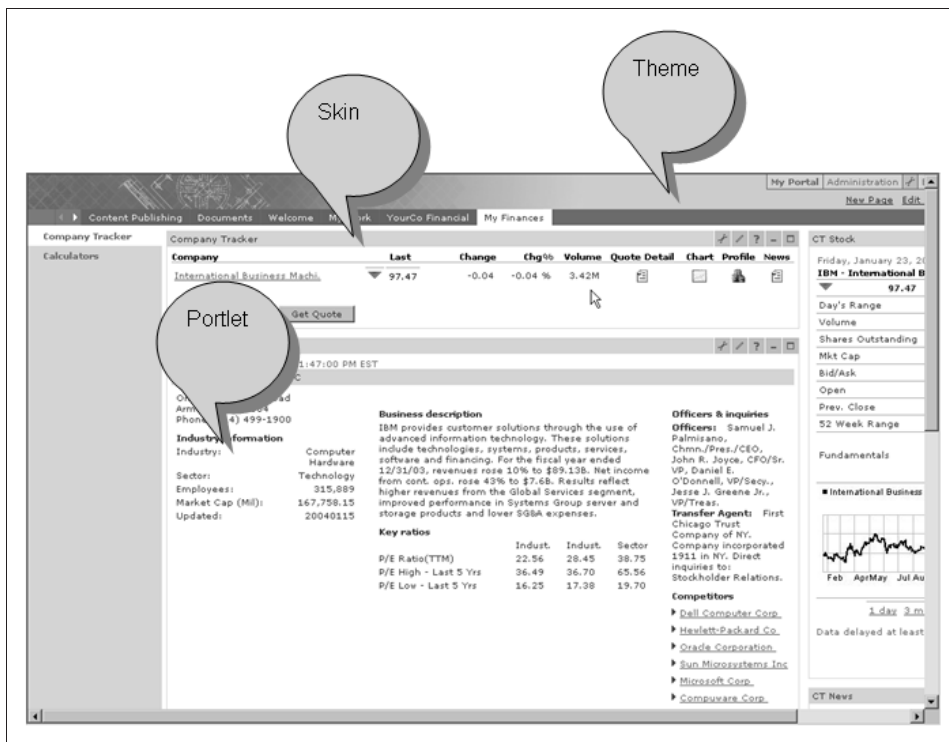 Theme
Skin
My Portal Administration
New Page Edit
Content Publishing Documents Welcome My YourCo Financial My Finances
Company Tracker
Calculators
Company Tracker
Company Last Change Chg% Volume Quote Detail Chart Profile News
International Business Machi. 97.47 -0.04 -0.04 % 3.42M
Get Quote
Portlet
1:47:00 PM EST
C
499-1900
Industry Information
Industry: Computer Hardware
Sector: Technology
Employees: 315,889
Market Cap (Mil): 167,758.15
Updated: 20040115
Business description
IBM provides customer solutions through the use of
advanced information technology. These solutions
include technologies, systems, products, services,
software and financing. For the fiscal year ended
12/31/03, revenues rose 10% to $89.13B. Net income
from cont. ops. rose 43% to $7.6B. Results reflect
higher revenues from the Global Services segment,
improved performance in Systems Group server and
storage products and lower SG&A expenses.
Key ratios
Indust. Indust. Sector
P/E Ratio(TTM) 22.56 28.45 38.75
P/E High - Last 5 Yrs 36.49 36.70 65.56
P/E Low - Last 5 Yrs 16.25 17.38 19.70
Officers & inquiries
Officers: Samuel J.
Palmisano,
Chmn./Pres./CEO,
John R. Joyce, CFO/Sr.
VP, Daniel E.
O'Donnell, VP/Secy.,
Jesse J. Greene Jr.,
VP/Treas.
Transfer Agent: First
Chicago Trust
Company of NY.
Company incorporated
1911 in NY. Direct
inquiries to:
Stockholder Relations.
Competitors
Dell Computer Corp.
Hewlett-Packard Co
Oracle Corporation
Sun Microsystems Inc
Microsoft Corp.
Compuware Corp.
CT Stock
Friday, January 23, 20
IBM - International B
97.47
Day's Range
Volume
Shares Outstanding
Mkt Cap
Bid/Ask
Open
Prev. Close
52 Week Range
Fundamentals
International Business
Feb AprMay Jul Au
1 day 3 m
Data delayed at least
CT News